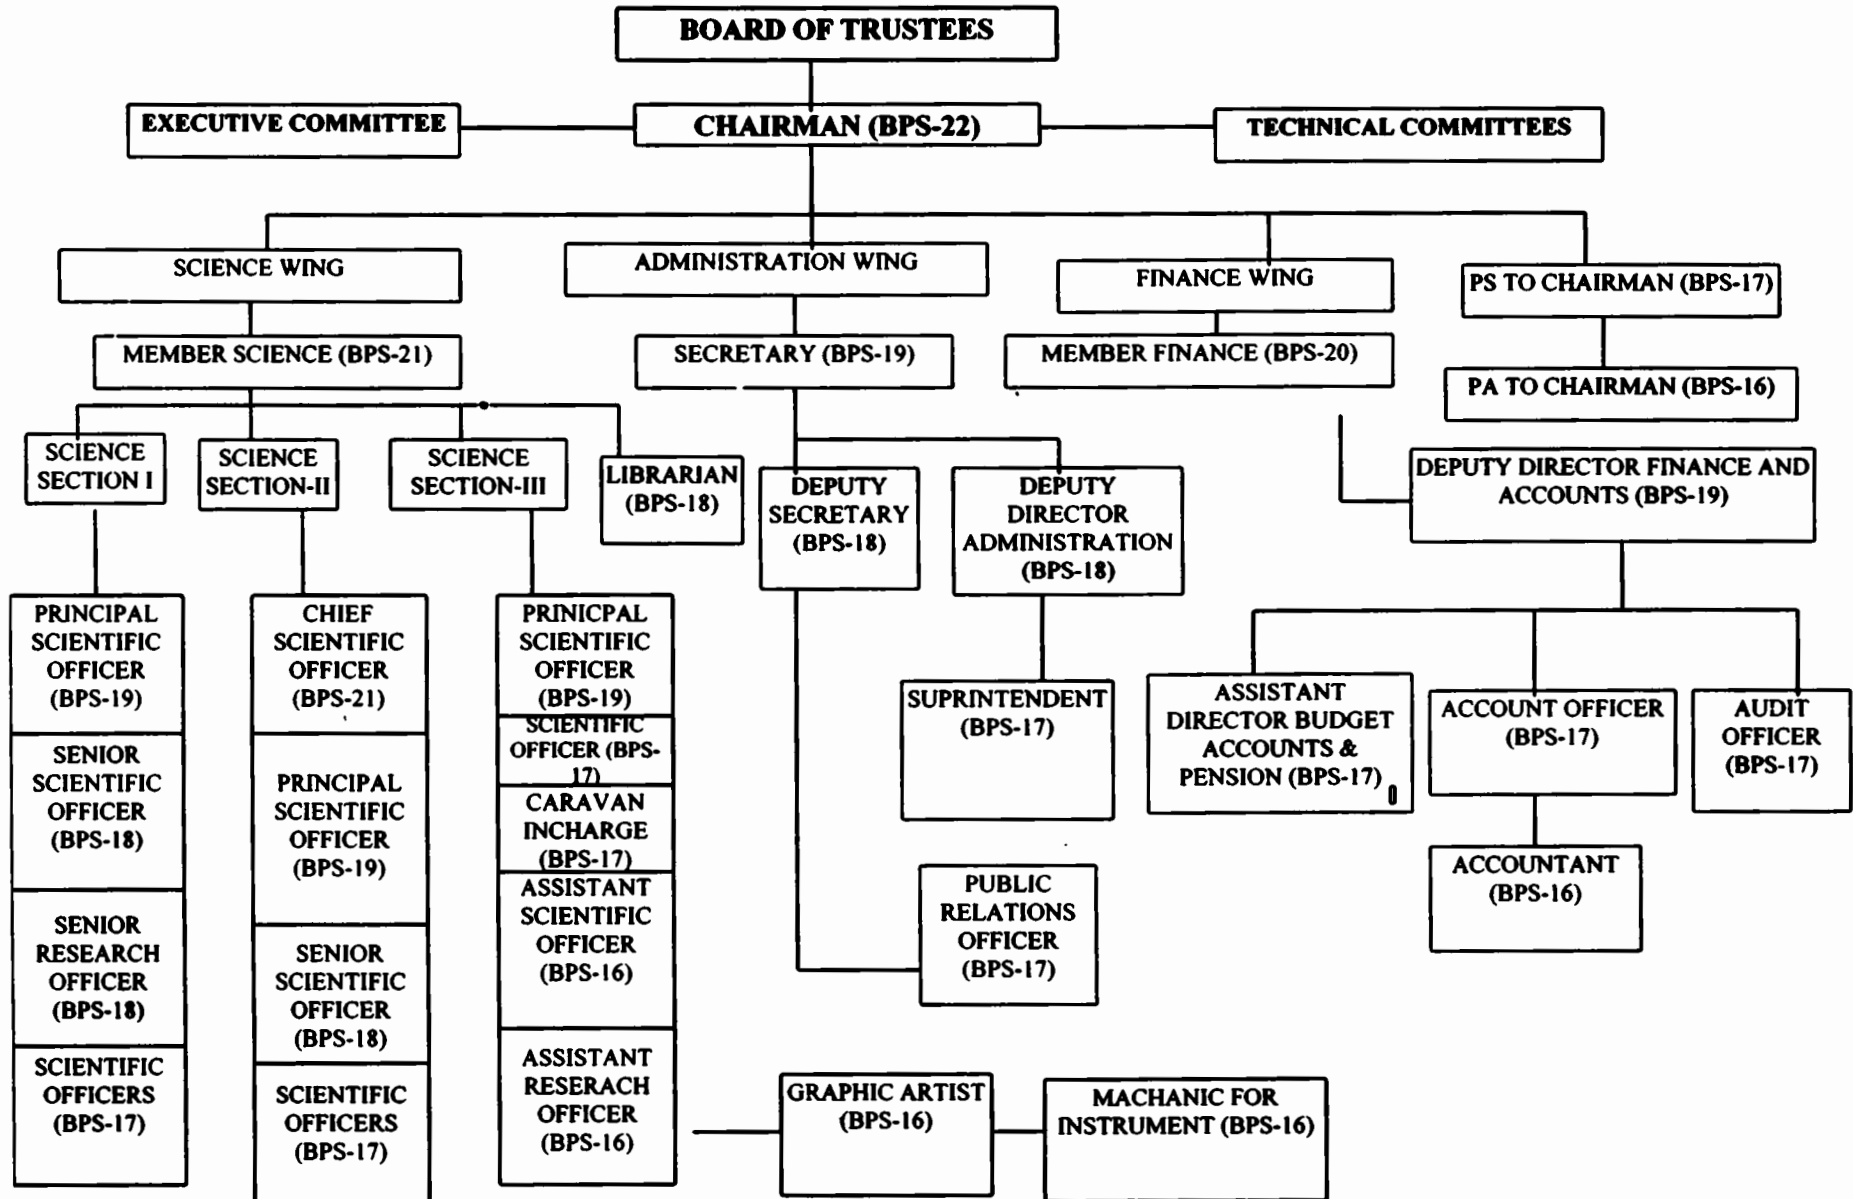 BOARD OF TRUSTEES
EXECUTIVE COMMITTEE
CHAIRMAN (BPS-22)
TECHNICAL COMMITTEES
SCIENCE WING
ADMINISTRATION WING
FINANCE WING
PS TO CHAIRMAN (BPS-17)
MEMBER SCIENCE (BPS-21)
SECRETARY (BPS-19)
MEMBER FINANCE (BPS-20)
PA TO CHAIRMAN (BPS-16)
SCIENCE
SECTION I
SCIENCE
SECTION-II
SCIENCE
SECTION-III
LIBRARIAN
(BPS-18)
DEPUTY
SECRETARY
(BPS-18)
DEPUTY
DIRECTOR
ADMINISTRATION
(BPS-18)
DEPUTY DIRECTOR FINANCE AND
ACCOUNTS (BPS-19)
PRINCIPAL
SCIENTIFIC
OFFICER
(BPS-19)
SENIOR
SCIENTIFIC
OFFICER
(BPS-18)
SENIOR
RESEARCH
OFFICER
(BPS-18)
SCIENTIFIC
OFFICERS
(BPS-17)
CHIEF
SCIENTIFIC
OFFICER
(BPS-21)
PRINCIPAL
SCIENTIFIC
OFFICER
(BPS-19)
SENIOR
SCIENTIFIC
OFFICER
(BPS-18)
SCIENTIFIC
OFFICERS
(BPS-17)
PRINICPAL
SCIENTIFIC
OFFICER
(BPS-19)
SCIENTIFIC
OFFICER (BPS-
17)
CARAVAN
INCHARGE
(BPS-17)
ASSISTANT
SCIENTIFIC
OFFICER
(BPS-16)
ASSISTANT
RESERACH
OFFICER
(BPS-16)
SUPRINTENDENT
(BPS-17)
ASSISTANT
DIRECTOR BUDGET
ACCOUNTS &
PENSION (BPS-17)
ACCOUNT OFFICER
(BPS-17)
AUDIT
OFFICER
(BPS-17)
PUBLIC
RELATIONS
OFFICER
(BPS-17)
ACCOUNTANT
(BPS-16)
GRAPHIC ARTIST
(BPS-16)
MACHANIC FOR
INSTRUMENT (BPS-16)